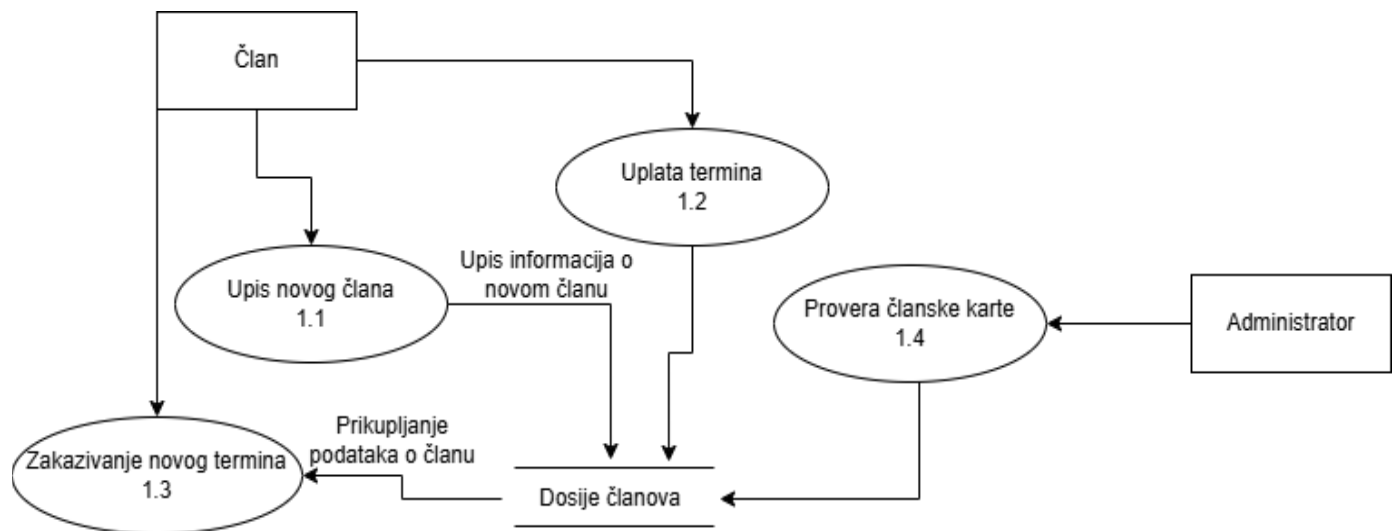 Član
Uplata termina
1.2
Upis novog člana
1.1
Upis informacija o
novom članu
Provera članske karte
1.4
Administrator
Zakazivanje novog termina
1.3
Prikupljanje
podataka o članu
Dosije članova